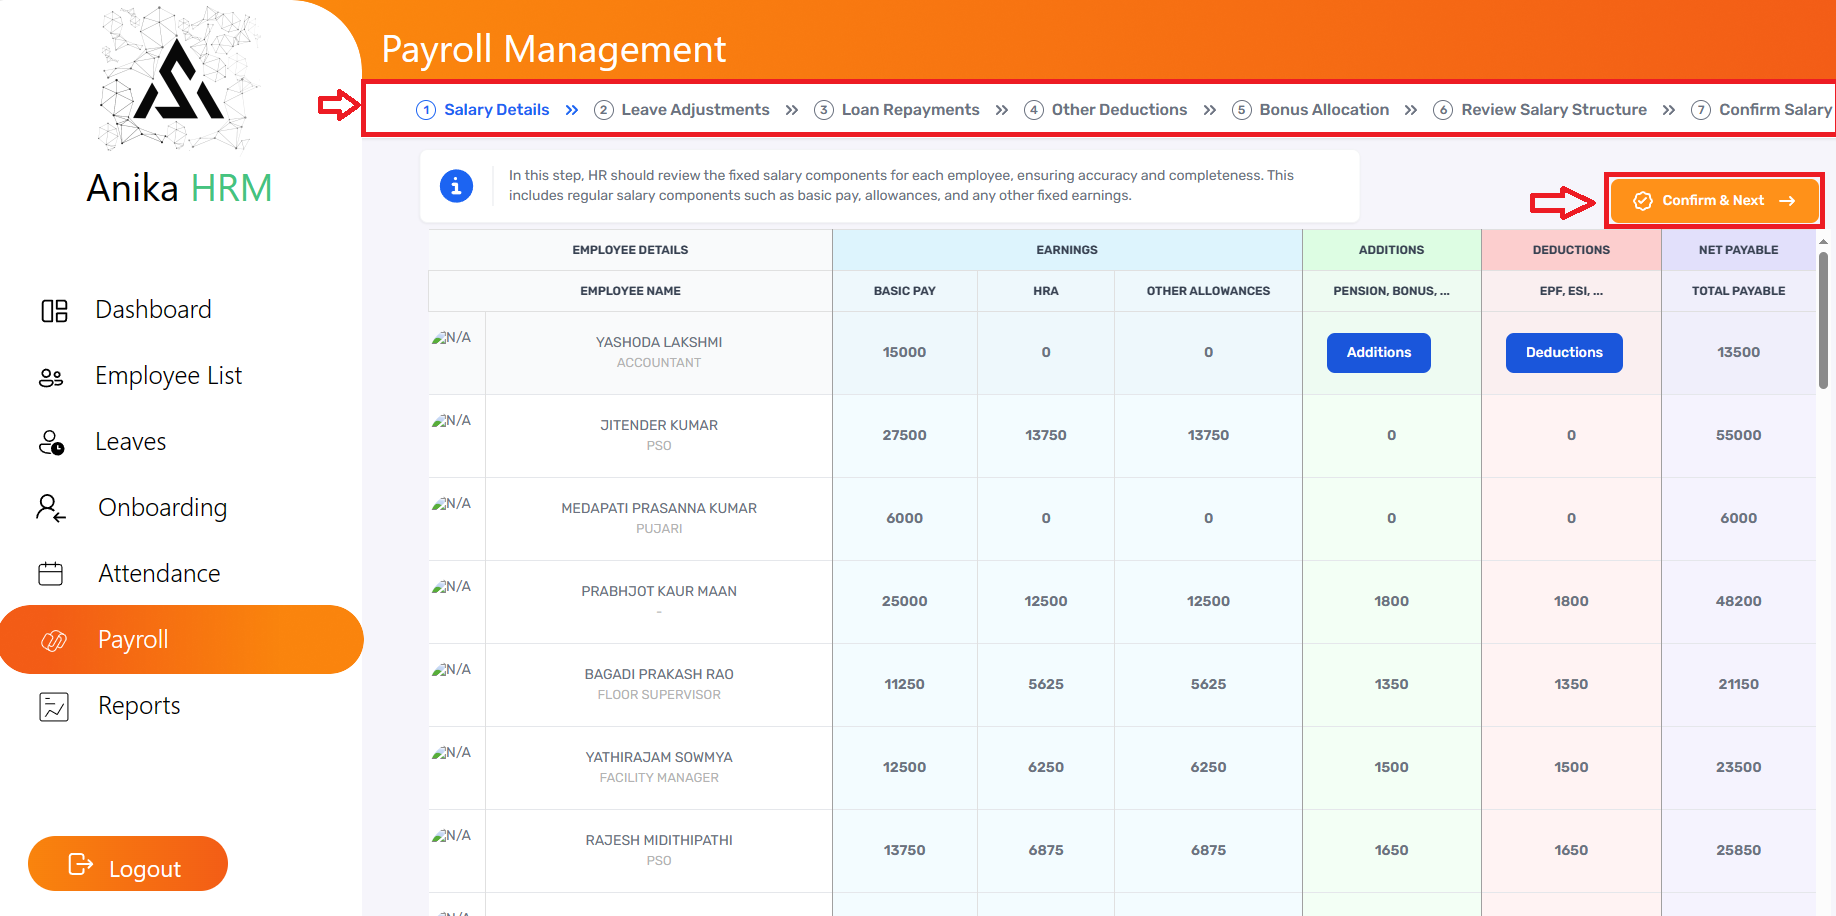 Anika HRM
Dashboard
Employee List
Leaves
Onboarding
Attendance
Payroll
Reports
Logout
Payroll Management
1 Salary Details » 2 Leave Adjustments » 3 Loan Repayments » 4 Other Deductions » 5 Bonus Allocation » 6 Review Salary Structure » 7 Confirm Salary
In this step, HR should review the fixed salary components for each employee, ensuring accuracy and completeness. This
includes regular salary components such as basic pay, allowances, and any other fixed earnings.
Confirm & Next →
EMPLOYEE DETAILS EARNINGS ADDITIONS DEDUCTIONS NET PAYABLE
EMPLOYEE NAME BASIC PAY HRA OTHER ALLOWANCES PENSION, BONUS, ... EPF, ESI, ... TOTAL PAYABLE
N/A YASHODA LAKSHMI 15000 0 0 Additions Deductions 13500
ACCOUNTANT
N/A JITENDER KUMAR 27500 13750 13750 0 0 55000
PSO
N/A MEDAPATI PRASANNA KUMAR 6000 0 0 0 0 6000
PUJARI
N/A PRABHJOT KAUR MAAN 25000 12500 12500 1800 1800 48200
-
N/A BAGADI PRAKASH RAO 11250 5625 5625 1350 1350 21150
FLOOR SUPERVISOR
N/A YATHIRAJAM SOWMYA 12500 6250 6250 1500 1500 23500
FACILITY MANAGER
N/A RAJESH MIDITHIPATHI 13750 6875 6875 1650 1650 25850
PSO